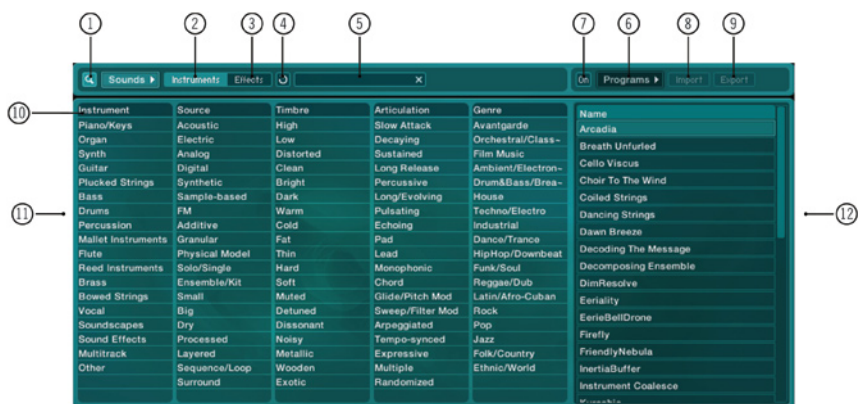 1 2 3 4 5 7 6 8 9
Sounds Instruments Effects On Programs Import Export
10
11
12
Instrument
Piano/Keys
Organ
Synth
Guitar
Plucked Strings
Bass
Drums
Percussion
Mallet Instruments
Flute
Reed Instruments
Brass
Bowed Strings
Vocal
Soundscapes
Sound Effects
Multitrack
Other
Source
Acoustic
Electric
Analog
Digital
Synthetic
Sample-based
FM
Additive
Granular
Physical Model
Solo/Single
Ensemble/Kit
Small
Big
Dry
Processed
Layered
Sequence/Loop
Surround
Timbre
High
Low
Distorted
Clean
Bright
Dark
Warm
Cold
Fat
Thin
Hard
Soft
Muted
Detuned
Dissonant
Noisy
Metallic
Wooden
Exotic
Articulation
Slow Attack
Decaying
Sustained
Long Release
Percussive
Long/Evolving
Pulsating
Echoing
Pad
Lead
Monophonic
Chord
Glide/Pitch Mod
Sweep/Filter Mod
Arpeggiated
Tempo-synced
Expressive
Multiple
Randomized
Genre
Avantgarde
Orchestral/Class~
Film Music
Ambient/Electron~
Drum&Bass/Brea~
House
Techno/Electro
Industrial
Dance/Trance
HipHop/Downbeat
Funk/Soul
Reggae/Dub
Latin/Afro-Cuban
Rock
Pop
Jazz
Folk/Country
Ethnic/World
Name
Arcadia
Breath Unfurled
Cello Viscus
Choir To The Wind
Coiled Strings
Dancing Strings
Dawn Breeze
Decoding The Message
Decomposing Ensemble
DimResolve
Eeriality
EerieBellDrone
Firefly
FriendlyNebula
InertiaBuffer
Instrument Coalesce